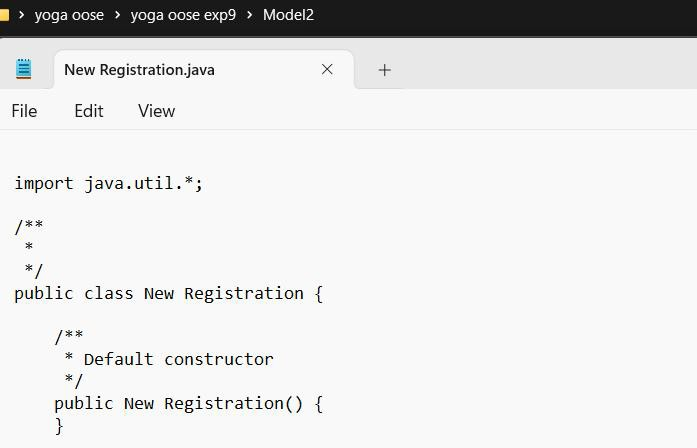 yoga oose > yoga oose exp9 > Model2
New Registration.java
File Edit View
import java.util.*;
/**
*
*/
public class New Registration {
/**
* Default constructor
*/
public New Registration() {
}